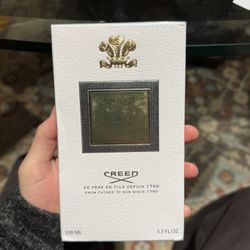 CREED
DE PÈRE EN FILS DEPUIS 1760
FROM FATHER TO SON SINCE 1760
100 ML
3.3 FL.OZ.